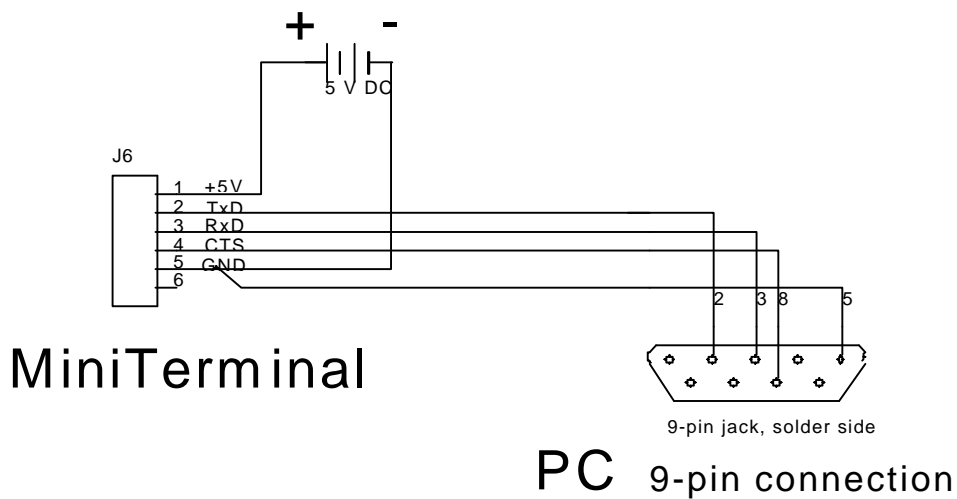 + -
5 V DC
J6
1 +5V
2 TxD
3 RxD
4 CTS
5 GND
6
2 3 8 5
MiniTerminal
9-pin jack, solder side
PC 9-pin connection